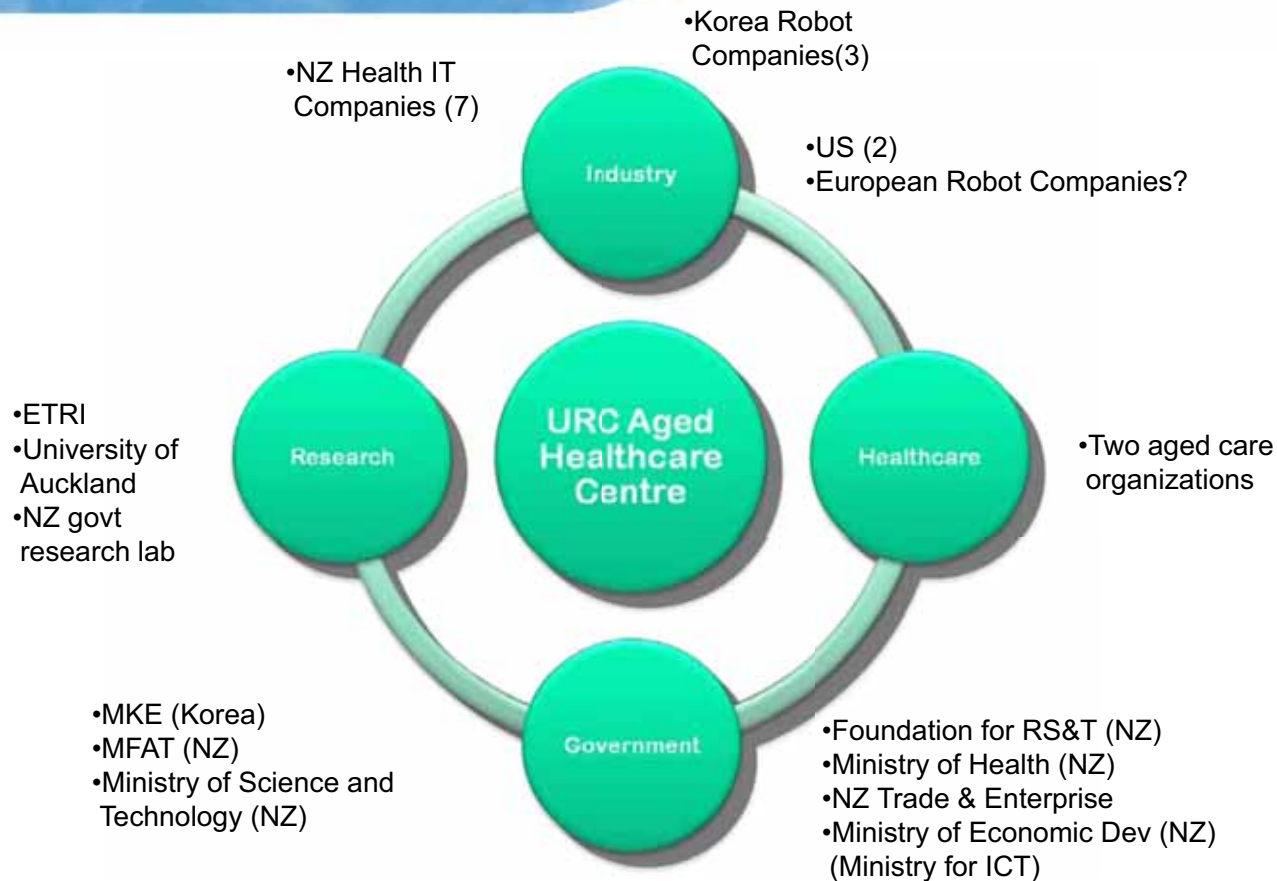 •Korea Robot
Companies(3)
•NZ Health IT
Companies (7)
Industry
•US (2)
•European Robot Companies?
•ETRI
•University of
Auckland
•NZ govt
research lab
Research
URC Aged
Healthcare
Centre
Healthcare
•Two aged care
organizations
•MKE (Korea)
•MFAT (NZ)
•Ministry of Science and
Technology (NZ)
Government
•Foundation for RS&T (NZ)
•Ministry of Health (NZ)
•NZ Trade & Enterprise
•Ministry of Economic Dev (NZ)
(Ministry for ICT)